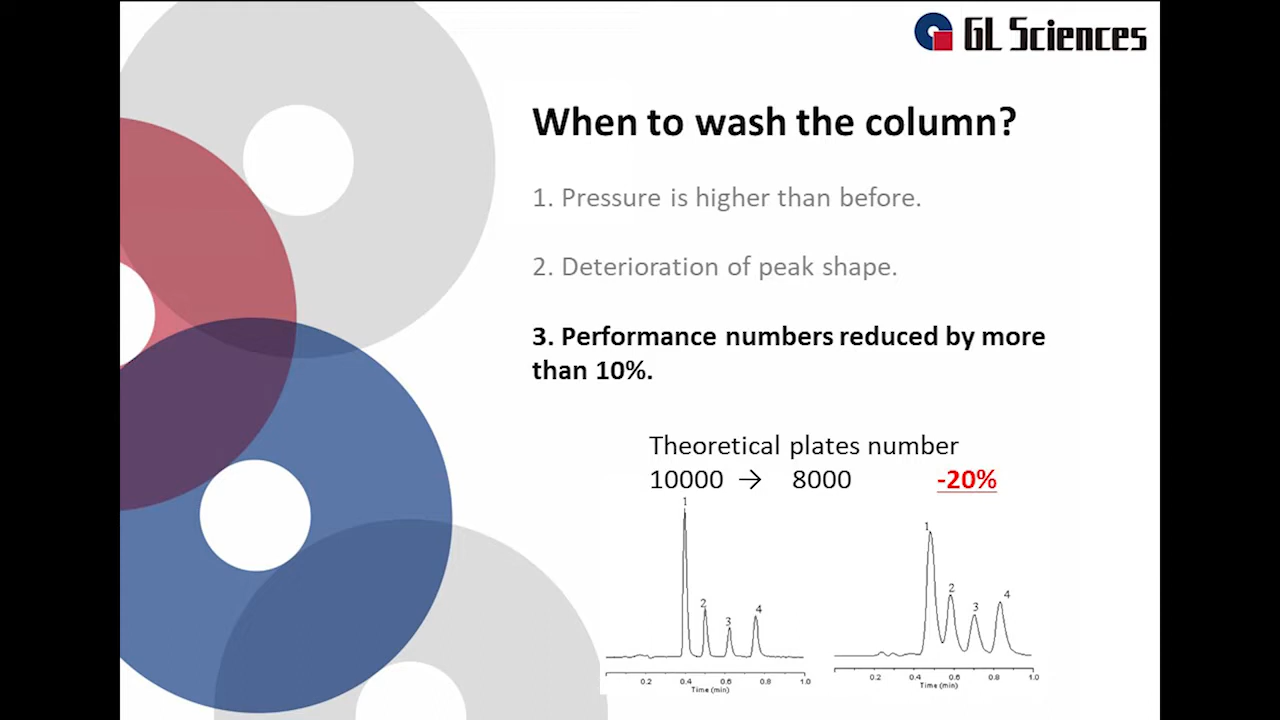 GL Sciences
When to wash the column?
1. Pressure is higher than before.
2. Deterioration of peak shape.
3. Performance numbers reduced by more
than 10%.
Theoretical plates number
10000 → 8000 -20%
1
2
3
4
0.2 0.4 0.6 0.8 1.0
Time (min)
1
2
3
4
0.2 0.4 0.6 0.8 1.0
Time (min)